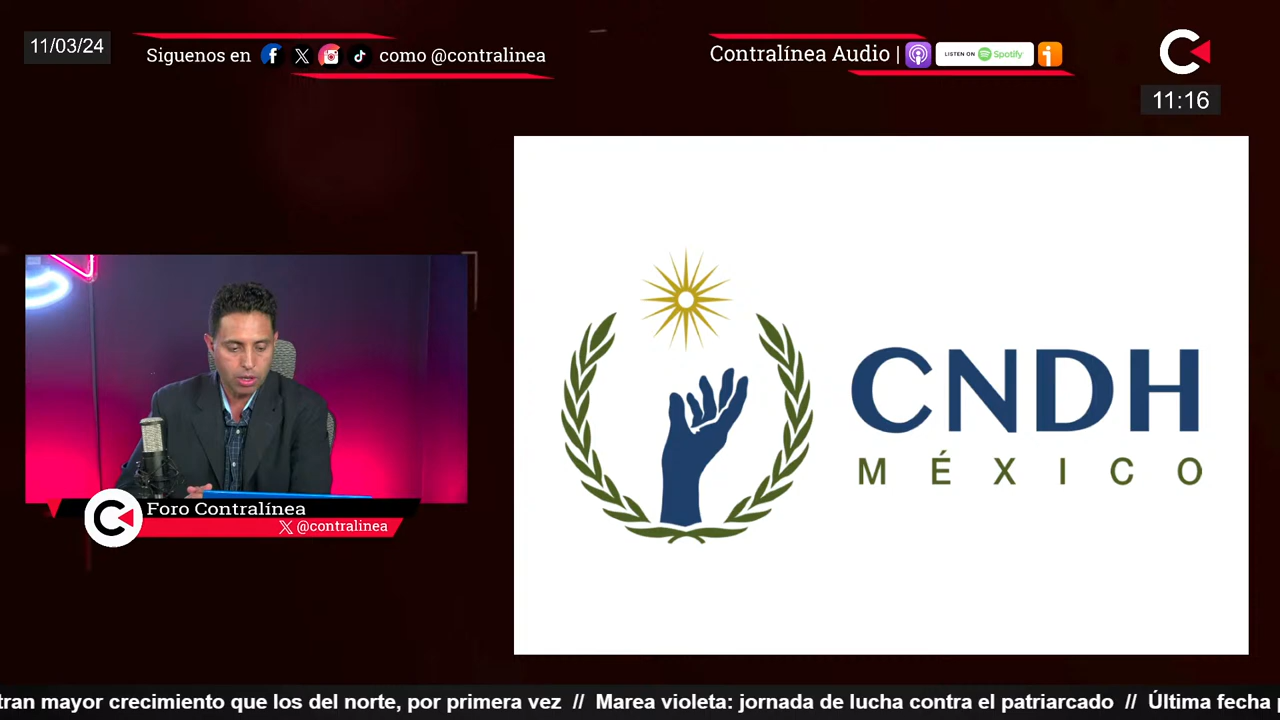 11/03/24
Siguenos en como @contralinea
Contralínea Audio |
LISTEN ON Spotify
11:16
CNDH
MÉXICO
Foro Contralínea
@contralinea
tran mayor crecimiento que los del norte, por primera vez // Marea violeta: jornada de lucha contra el patriarcado // Última fecha